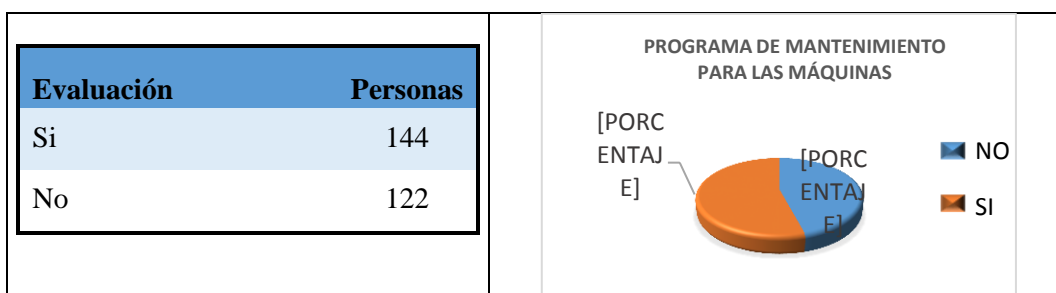 Evaluación Personas
Si 144
No 122
PROGRAMA DE MANTENIMIENTO
PARA LAS MÁQUINAS
[PORC
ENTAJ
E]
[PORC
ENTAJ
E]
NO
SI